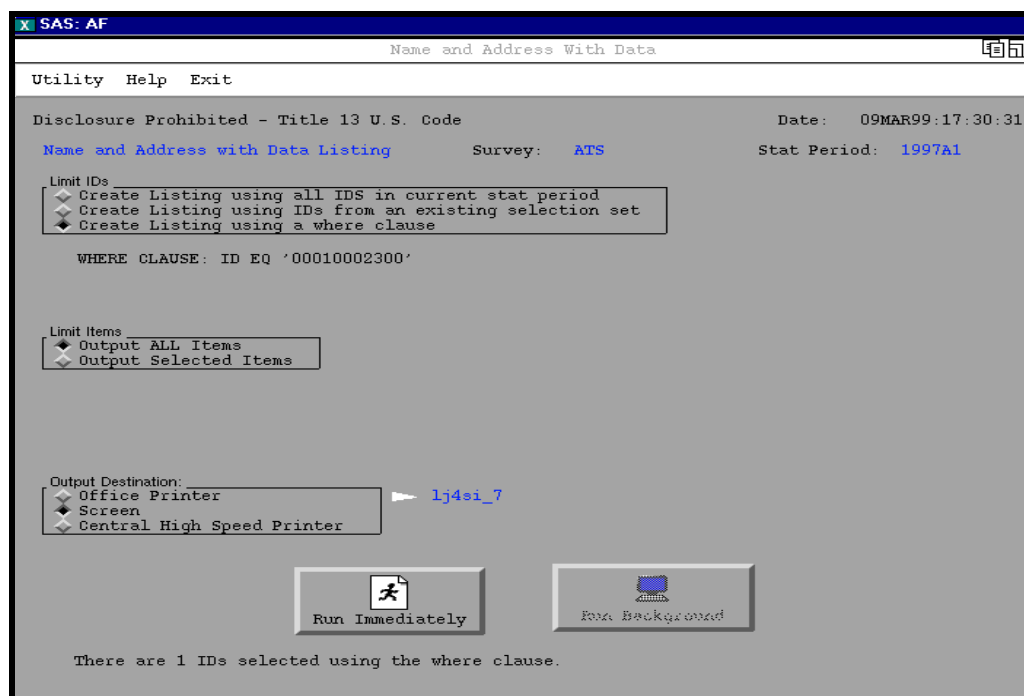 X SAS: AF
Name and Address With Data
Utility Help Exit
Disclosure Prohibited - Title 13 U.S. Code Date: 09MAR99:17:30:31
Name and Address with Data Listing Survey: ATS Stat Period: 1997A1
Limit IDs
Create Listing using all IDS in current stat period
Create Listing using IDs from an existing selection set
Create Listing using a where clause
WHERE CLAUSE: ID EQ '00010002300'
Limit Items
Output ALL Items
Output Selected Items
Output Destination:
Office Printer lj4si_7
Screen
Central High Speed Printer
Run Immediately
Run Background
There are 1 IDs selected using the where clause.